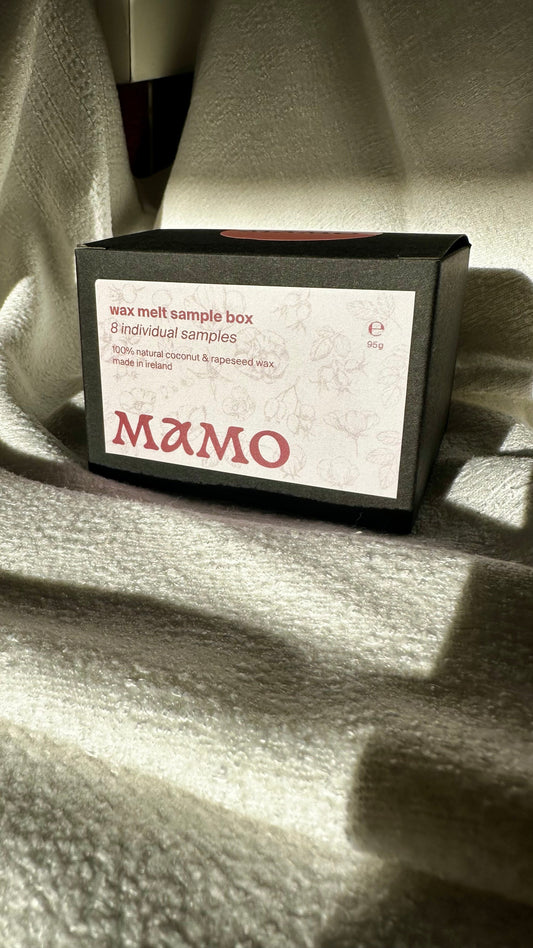 wax melt sample box
8 individual samples
100% natural coconut & rapeseed wax
made in ireland
℮
95g
MAMO